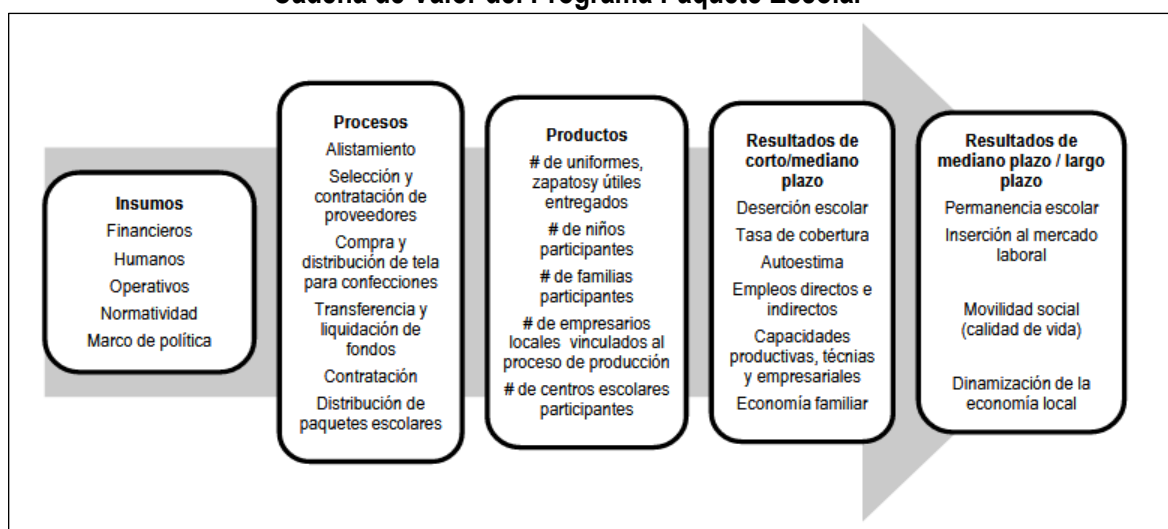 Cadena de Valor del Programa Paquete Escolar
Insumos
Financieros
Humanos
Operativos
Normatividad
Marco de política
Procesos
Alistamiento
Selección y
contratación de
proveedores
Compra y
distribución de tela
para confecciones
Transferencia y
liquidación de
fondos
Contratación
Distribución de
paquetes escolares
Productos
# de uniformes,
zapatosy útiles
entregados
# de niños
participantes
# de familias
participantes
# de empresarios
locales vinculados al
proceso de producción
# de centros escolares
participantes
Resultados de
corto/mediano
plazo
Deserción escolar
Tasa de cobertura
Autoestima
Empleos directos e
indirectos
Capacidades
productivas, técnias
y empresariales
Economía familiar
Resultados de
mediano plazo / largo
plazo
Permanencia escolar
Inserción al mercado
laboral
Movilidad social
(calidad de vida)
Dinamización de la
economía local